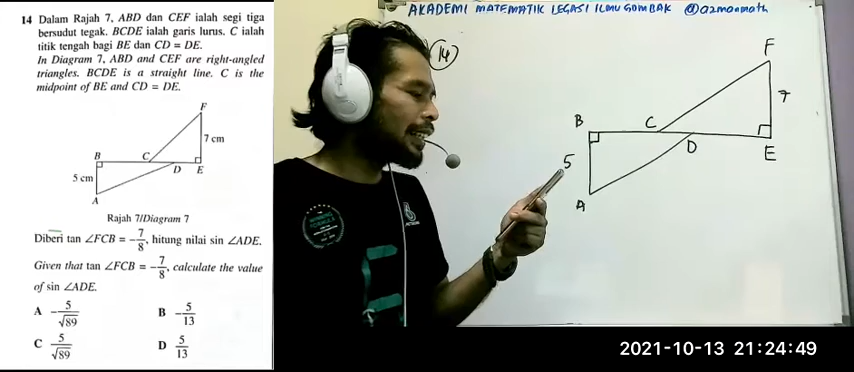 14 Dalam Rajah 7, ABD dan CEF ialah segi tiga
bersudut tegak. BCDE ialah garis lurus. C ialah
titik tengah bagi BE dan CD = DE.
In Diagram 7, ABD and CEF are right-angled
triangles. BCDE is a straight line. C is the
midpoint of BE and CD = DE.
F
7 cm
B C D E
5 cm
A
Rajah 7/Diagram 7
Diberi tan ∠FCB = -7/8, hitung nilai sin ∠ADE.
Given that tan ∠FCB = -7/8, calculate the value
of sin ∠ADE.
A -5/√89 B -5/13
C 5/√89 D 5/13
AKADEMI MATEMATIK LEGASI ILMU GOMBAK @azmanmath
14
F
7
B C D E
5
A
2021-10-13 21:24:49